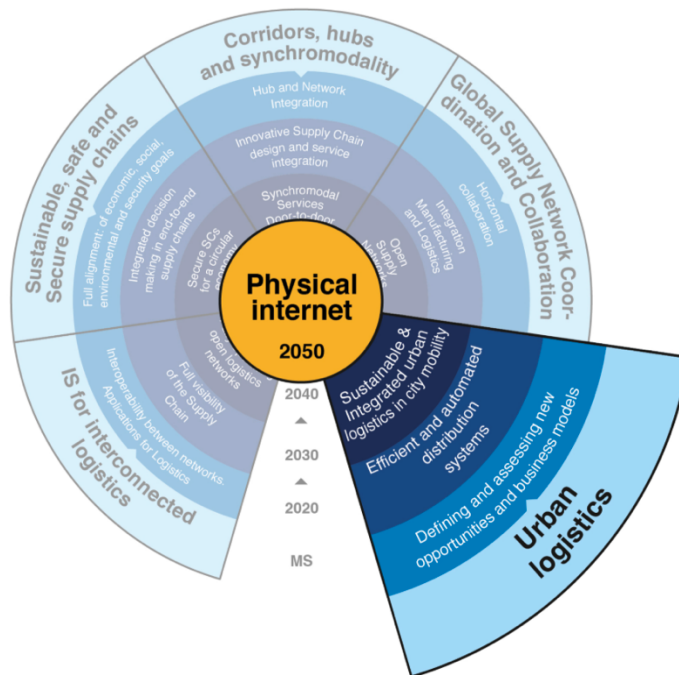 Corridors, hubs
and synchromodality
Hub and Network
Integration
Innovative Supply Chain
design and service
integration
Synchromodal Services
Door-to-door
Global Supply Network Coor-
dination and Collaboration
Horizontal
collaboration
Integration
Manufacturing
and Logistics
Open
Supply
Networks
Sustainable, safe and
Secure supply chains
Full alignment: of economic, social,
environmental and security goals
Integrated decision
making in end-to-end
supply chains
Secure SCs
for a circular
economy
Physical
internet
2050
IS for interconnected
logistics
Interoperability between networks.
Applications for Logistics
Full visibility
of the Supply
Chain
open logistics
networks
2040
2030
2020
MS
Sustainable &
Integrated urban
logistics in city mobility
Efficient and automated
distribution
systems
Defining and assessing new
opportunities and business models
Urban
logistics